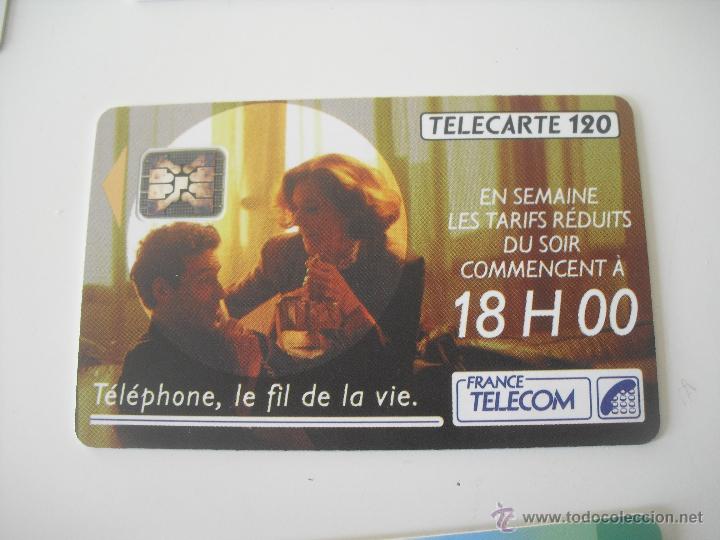 TELECARTE 120
EN SEMAINE
LES TARIFS RÉDUITS
DU SOIR
COMMENCENT À
18 H 00
Téléphone, le fil de la vie.
FRANCE
TELECOM
todocoleccion.net